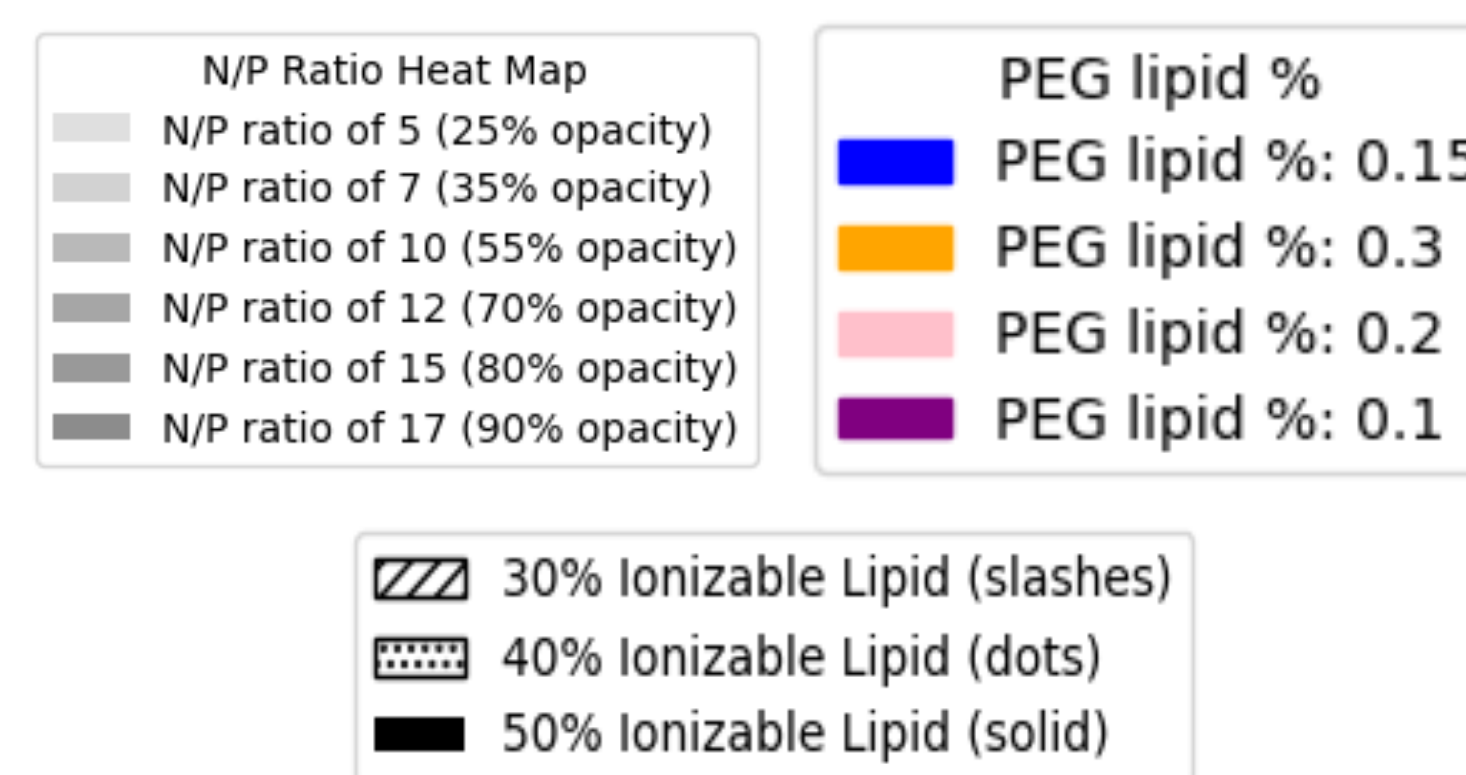 N/P Ratio Heat Map
N/P ratio of 5 (25% opacity)
N/P ratio of 7 (35% opacity)
N/P ratio of 10 (55% opacity)
N/P ratio of 12 (70% opacity)
N/P ratio of 15 (80% opacity)
N/P ratio of 17 (90% opacity)
PEG lipid %
PEG lipid %: 0.15
PEG lipid %: 0.3
PEG lipid %: 0.2
PEG lipid %: 0.1
30% Ionizable Lipid (slashes)
40% Ionizable Lipid (dots)
50% Ionizable Lipid (solid)